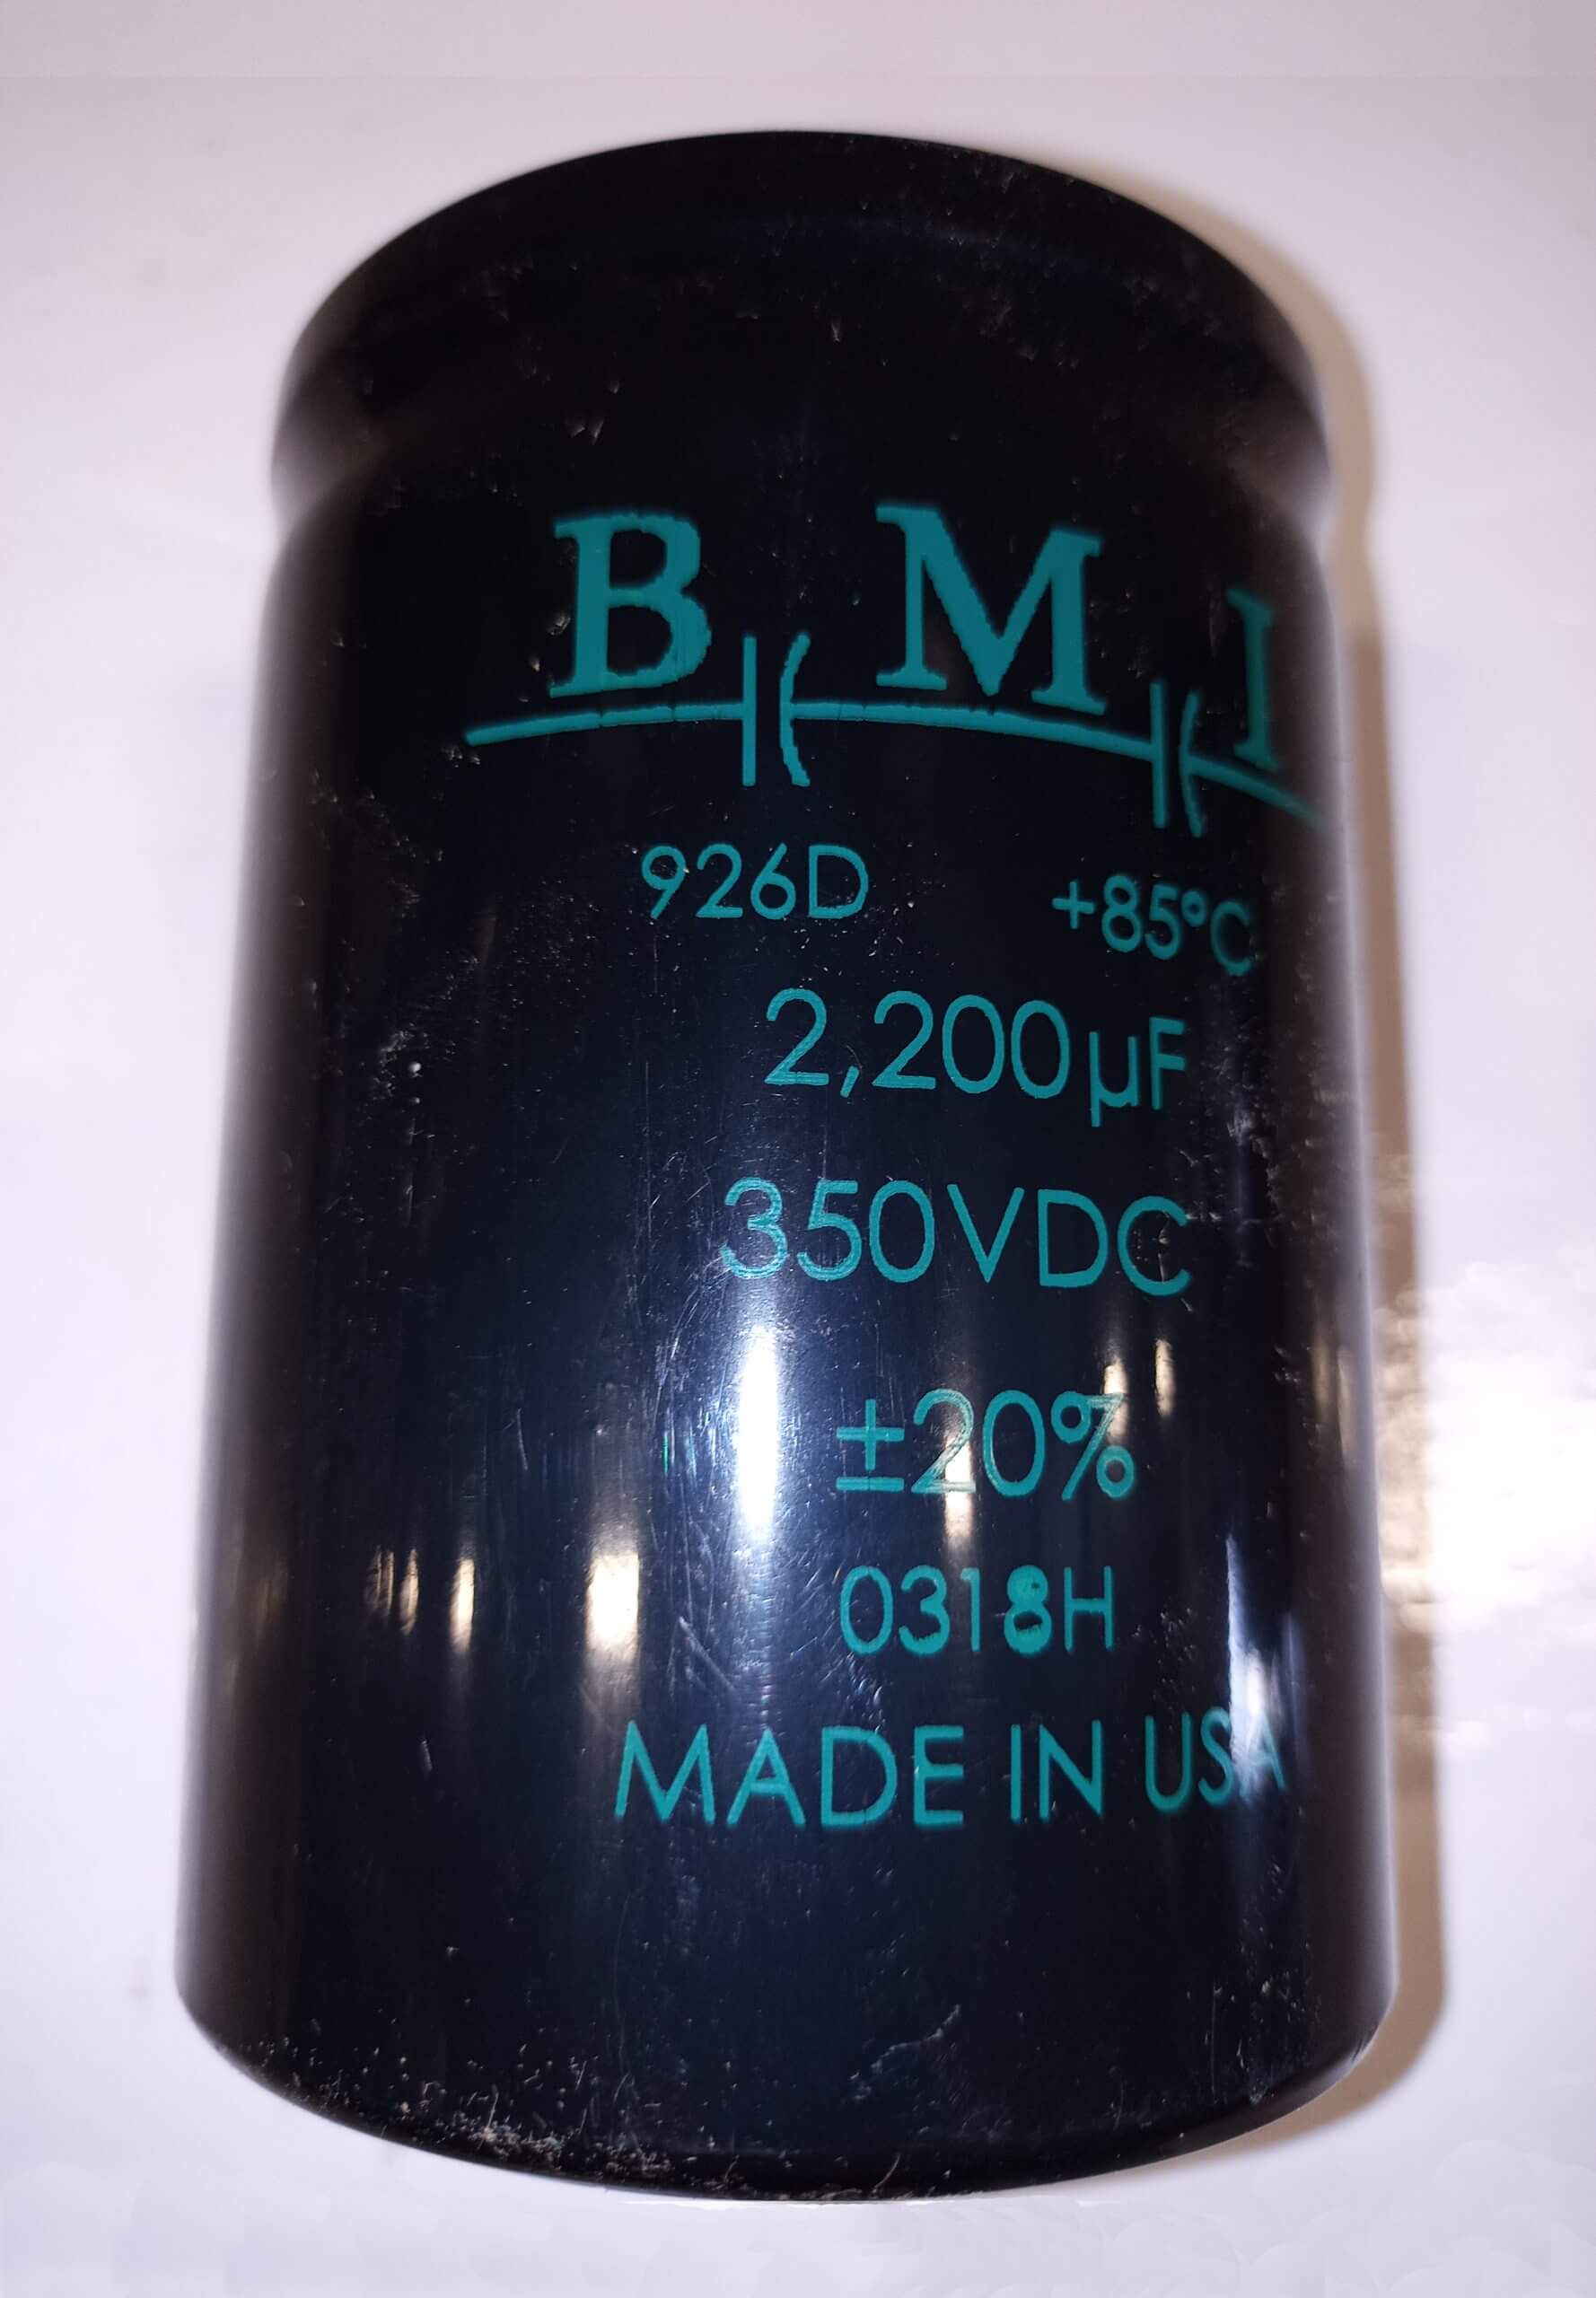 BMI
926D +85°C
2,200µF
350VDC
±20%
0318H
MADE IN USA